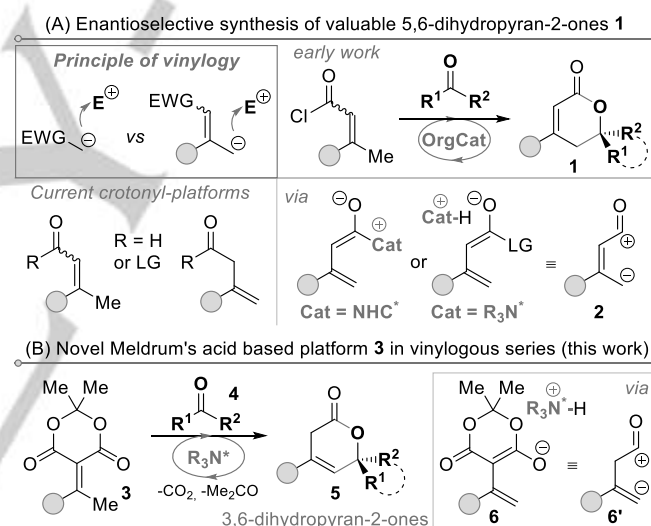 (A) Enantioselective synthesis of valuable 5,6-dihydropyran-2-ones 1
Principle of vinylogy
EWG ⊖ E⊕
vs
EWG ⊖ E⊕
early work
O
Cl
Me
O
R¹ R²
OrgCat
O
O
R²
R¹
1
Current crotonyl-platforms
O
R
Me
R = H
or LG
O
R
via
⊖O
⊕
Cat
Cat = NHC*
or
⊕
Cat-H
⊖O
LG
Cat = R₃N*
≡
O
⊕
⊖
2
(B) Novel Meldrum's acid based platform 3 in vinylogous series (this work)
Me Me
O O
O O
Me
3
O 4
R¹ R²
R₃N*
-CO₂, -Me₂CO
O
O
R²
R¹
5
3,6-dihydropyran-2-ones
via
Me Me
⊕
R₃N*-H
O O
O O⊖
6
≡
O
⊕
⊖
6'